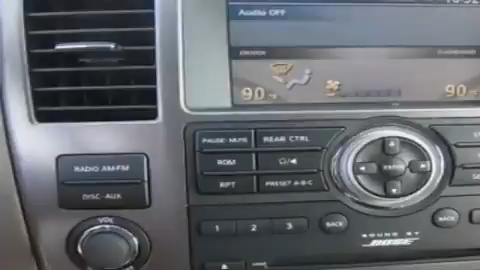 Audio OFF
90
90
PAUSE/MUTE
REAR CTRL
RDM
RPT
PRESET A·B·C
RADIO AM·FM
DISC·AUX
VOL
ENTER
1
2
3
BACK
BACK
SOUND BY
BOSE